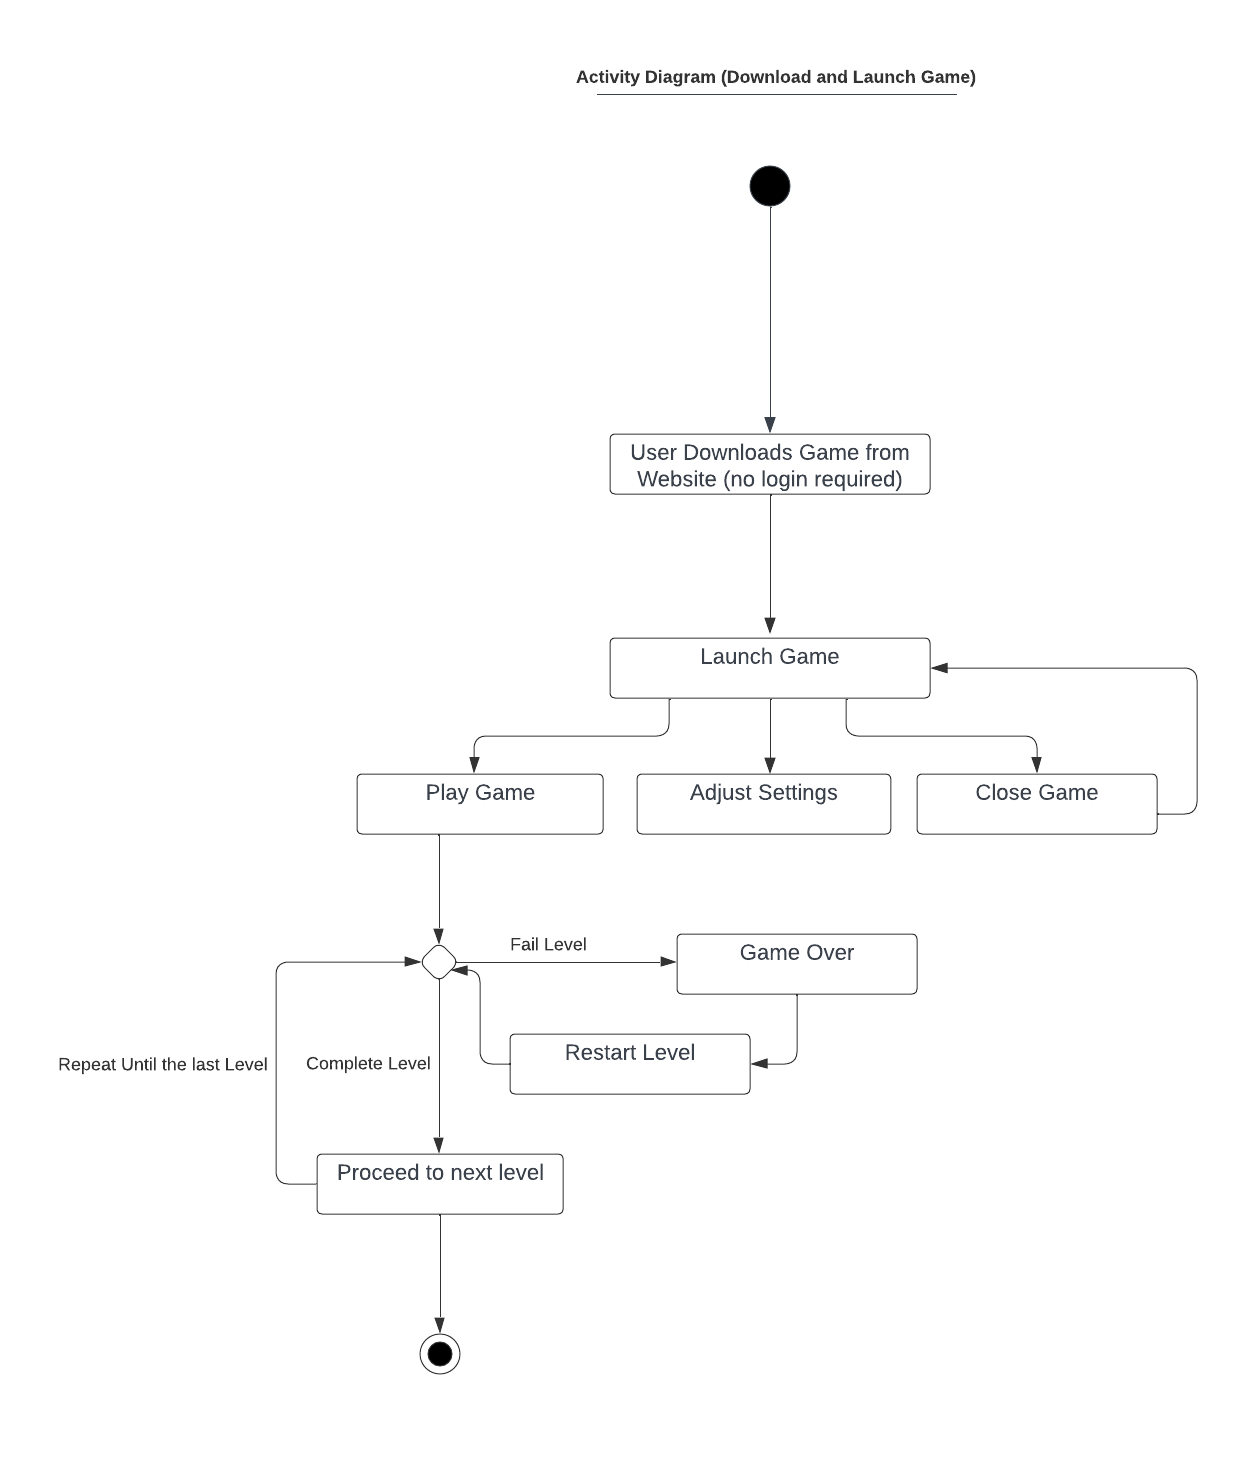 Activity Diagram (Download and Launch Game)
User Downloads Game from
Website (no login required)
Launch Game
Play Game
Adjust Settings
Close Game
Fail Level
Game Over
Restart Level
Repeat Until the last Level
Complete Level
Proceed to next level